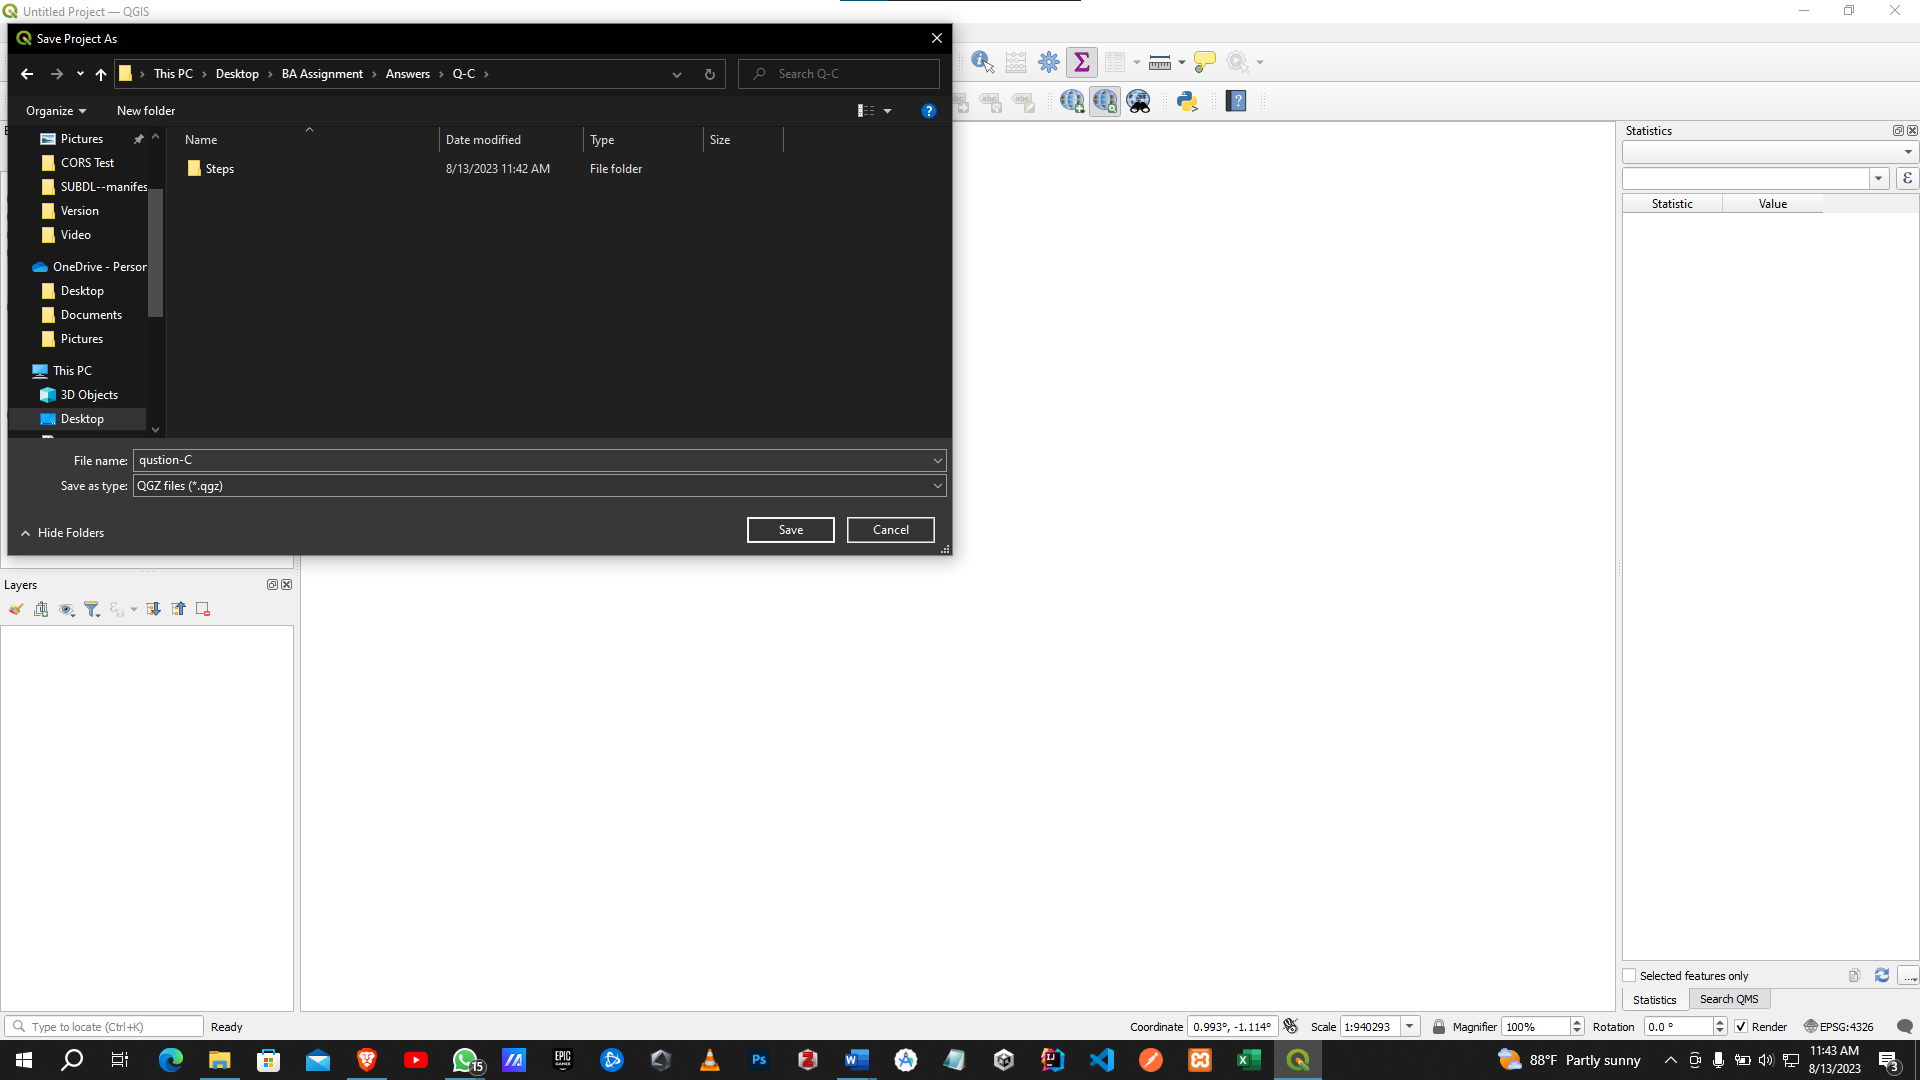 Untitled Project — QGIS
Save Project As
This PC > Desktop > BA Assignment > Answers > Q-C >
Search Q-C
Organize
New folder
Name
Date modified
Type
Size
Steps
8/13/2023 11:42 AM
File folder
Pictures
CORS Test
SUBDL--manifes
Version
Video
OneDrive - Person
Desktop
Documents
Pictures
This PC
3D Objects
Desktop
File name:
qustion-C
Save as type:
QGZ files (*.qgz)
Hide Folders
Save
Cancel
Statistics
ε
Statistic
Value
Layers
Selected features only
Statistics
Search QMS
Type to locate (Ctrl+K)
Ready
Coordinate
0.993°, -1.114°
Scale
1:940293
Magnifier
100%
Rotation
0.0 °
Render
EPSG:4326
15
EPIC
GAMES
Ps
88°F Partly sunny
11:43 AM
8/13/2023
3